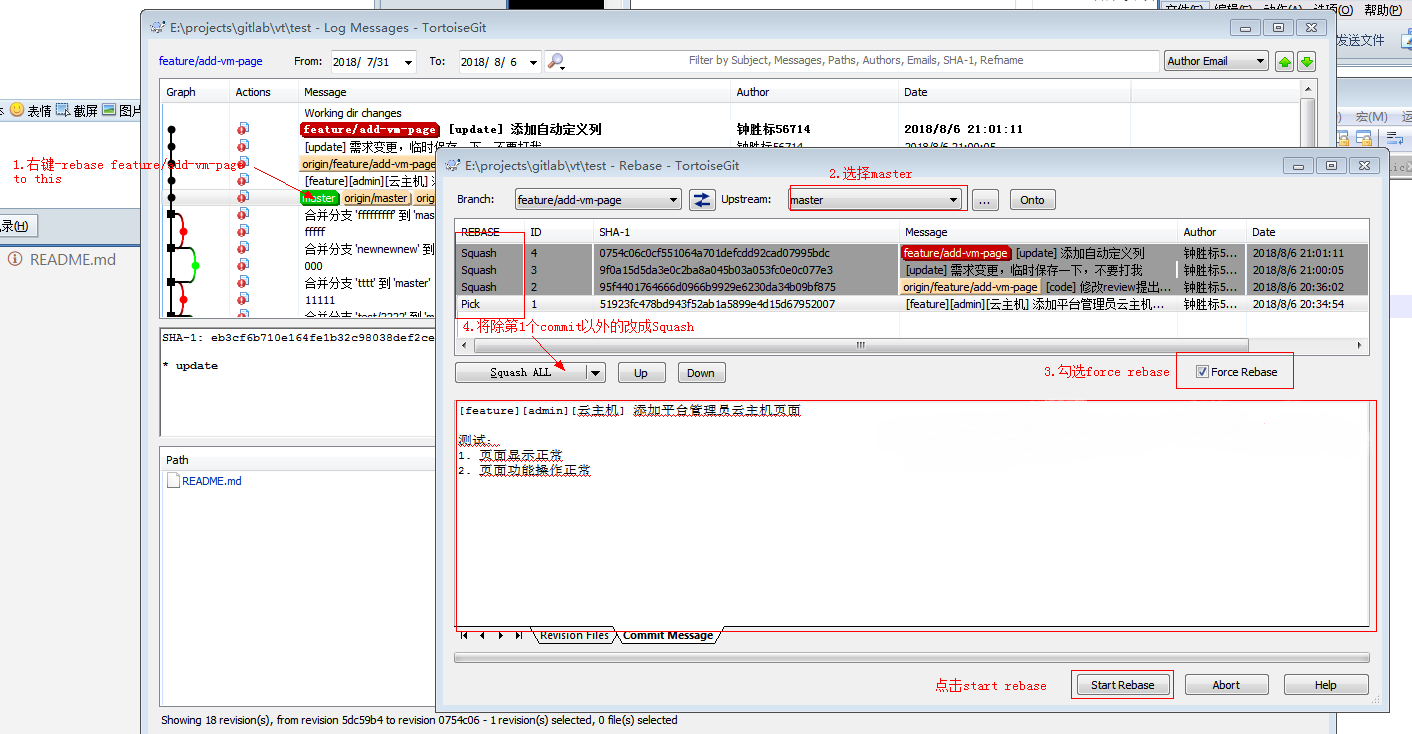 文件(F) 编辑(E) 动作(A) 选项(O) 帮助(P)
E:\projects\gitlab\vt\test - Log Messages - TortoiseGit
发送文件
feature/add-vm-page From: 2018/ 7/31 To: 2018/ 8/ 6 Filter by Subject, Messages, Paths, Authors, Emails, SHA-1, Refname Author Email
Graph Actions Message Author Date
表情 截屏 图片
Working dir changes
feature/add-vm-page [update] 添加自动定义列 钟胜标56714 2018/8/6 21:01:11
[update] 需求变更，临时保存一下，不要打我 钟胜标56714 2018/8/6 21:00:05
宏(M) 运
1.右键-rebase feature/add-vm-page
to this
origin/feature/add-vm-page
[feature][admin][云主机]
master origin/master orig
合并分支 'fffffffff' 到 'mas
fffff
合并分支 'newnewnew' 到
000
合并分支 'tttt' 到 'master'
11111
合并分支 'test/2222' 到 'm
录(H)
README.md
SHA-1: eb3cf6b710e164fe1b32c98038def2ce
* update
Path
README.md
Showing 18 revision(s), from revision 5dc59b4 to revision 0754c06 - 1 revision(s) selected, 0 file(s) selected
E:\projects\gitlab\vt\test - Rebase - TortoiseGit
2.选择master
Branch: feature/add-vm-page Upstream: master ... Onto
REBASE ID SHA-1 Message Author Date
Squash 4 0754c06c0cf551064a701defcdd92cad07995bdc feature/add-vm-page [update] 添加自动定义列 钟胜标5... 2018/8/6 21:01:11
Squash 3 9f0a15d5da3e0c2ba8a045b03a053fc0e0c077e3 [update] 需求变更，临时保存一下，不要打我 钟胜标5... 2018/8/6 21:00:05
Squash 2 95f4401764666d0966b9929e6230da34b09bf875 origin/feature/add-vm-page [code] 修改review提出... 钟胜标5... 2018/8/6 20:36:02
Pick 1 51923fc478bd943f52ab1a5899e4d15d67952007 [feature][admin][云主机] 添加平台管理员云主机... 钟胜标5... 2018/8/6 20:34:54
4.将除第1个commit以外的改成Squash
Squash ALL Up Down 3.勾选force rebase Force Rebase
[feature][admin][云主机] 添加平台管理员云主机页面
测试：
1. 页面显示正常
2. 页面功能操作正常
Revision Files Commit Message
点击start rebase Start Rebase Abort Help